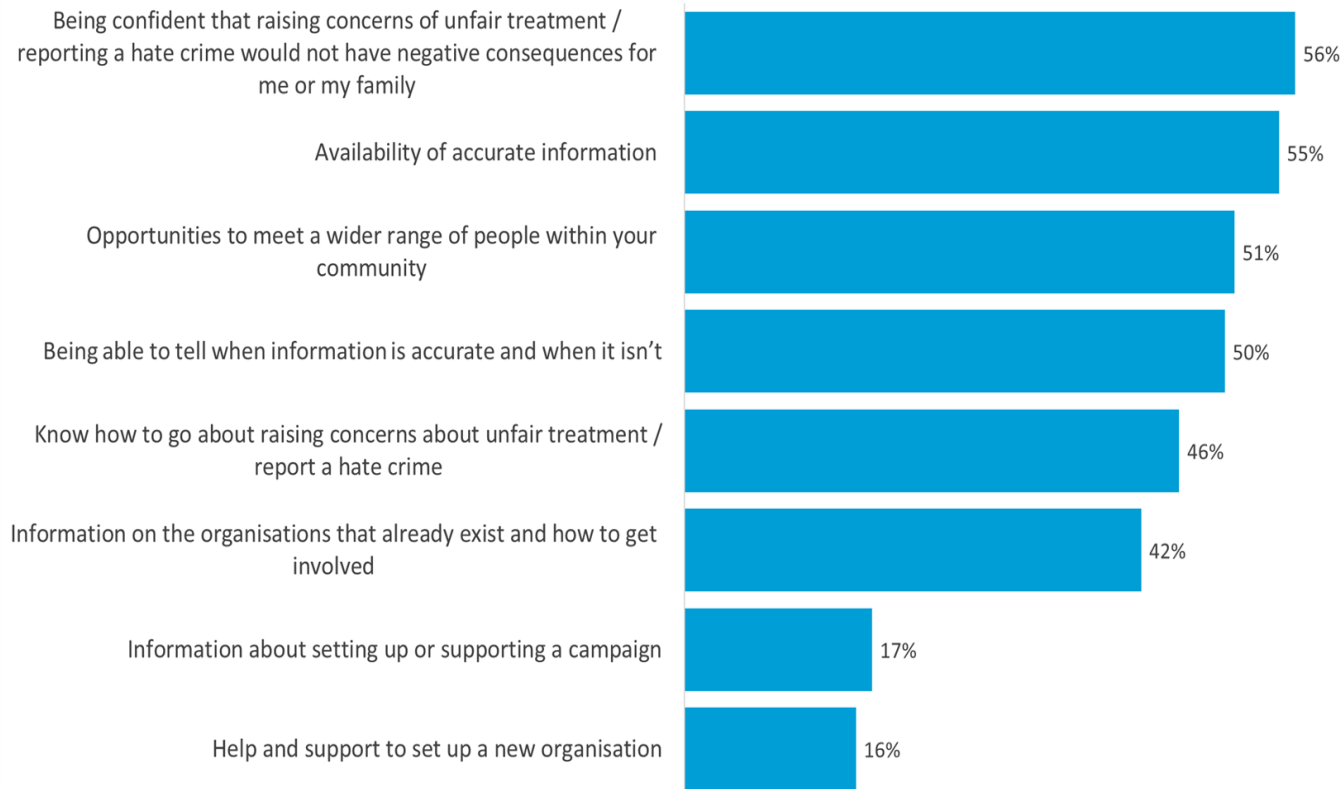 Being confident that raising concerns of unfair treatment /
reporting a hate crime would not have negative consequences for
me or my family
56%
Availability of accurate information
55%
Opportunities to meet a wider range of people within your
community
51%
Being able to tell when information is accurate and when it isn’t
50%
Know how to go about raising concerns about unfair treatment /
report a hate crime
46%
Information on the organisations that already exist and how to get
involved
42%
Information about setting up or supporting a campaign
17%
Help and support to set up a new organisation
16%